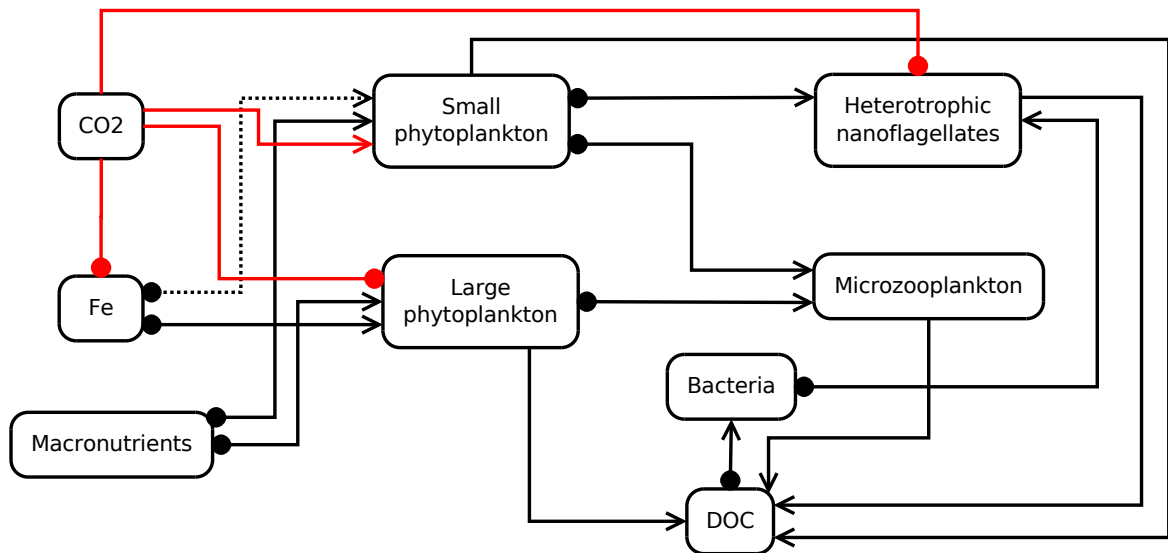 CO2
Small
phytoplankton
Heterotrophic
nanoflagellates
Fe
Large
phytoplankton
Microzooplankton
Bacteria
Macronutrients
DOC